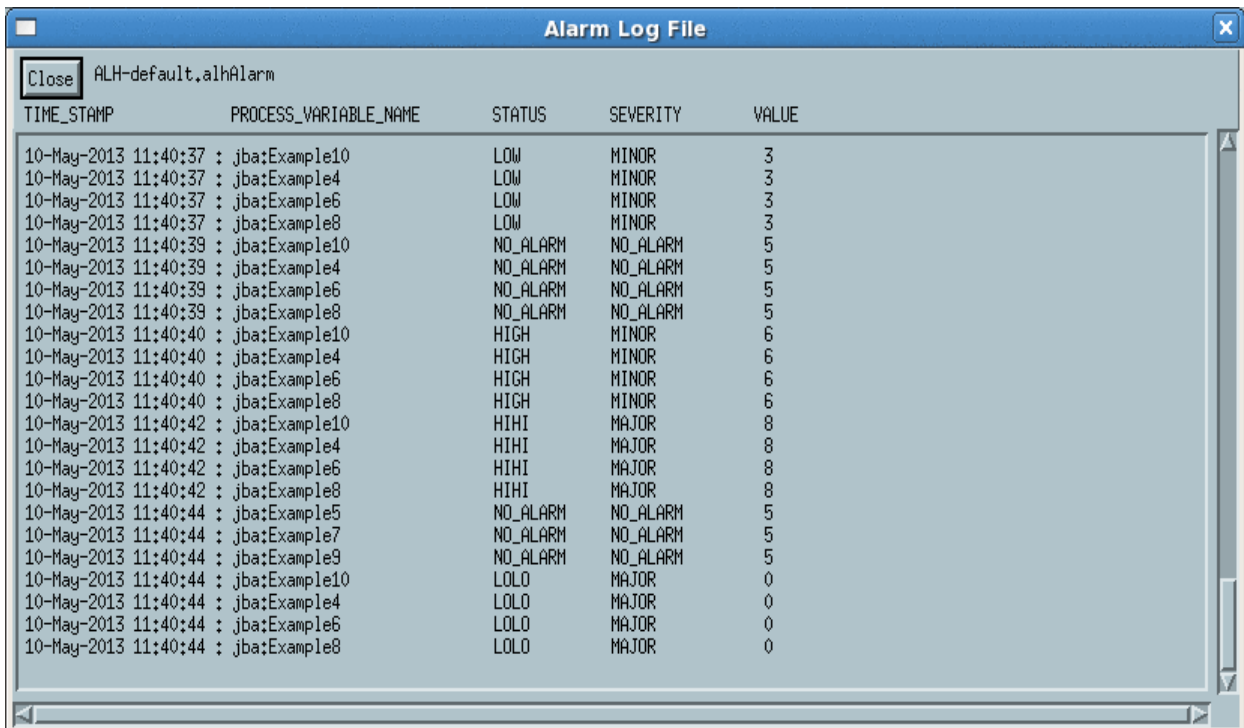 Alarm Log File
Close ALH-default.alhAlarm
TIME_STAMP PROCESS_VARIABLE_NAME STATUS SEVERITY VALUE
10-May-2013 11:40:37 : jba:Example10 LOW MINOR 3
10-May-2013 11:40:37 : jba:Example4 LOW MINOR 3
10-May-2013 11:40:37 : jba:Example6 LOW MINOR 3
10-May-2013 11:40:37 : jba:Example8 LOW MINOR 3
10-May-2013 11:40:39 : jba:Example10 NO_ALARM NO_ALARM 5
10-May-2013 11:40:39 : jba:Example4 NO_ALARM NO_ALARM 5
10-May-2013 11:40:39 : jba:Example6 NO_ALARM NO_ALARM 5
10-May-2013 11:40:39 : jba:Example8 NO_ALARM NO_ALARM 5
10-May-2013 11:40:40 : jba:Example10 HIGH MINOR 6
10-May-2013 11:40:40 : jba:Example4 HIGH MINOR 6
10-May-2013 11:40:40 : jba:Example6 HIGH MINOR 6
10-May-2013 11:40:40 : jba:Example8 HIGH MINOR 6
10-May-2013 11:40:42 : jba:Example10 HIHI MAJOR 8
10-May-2013 11:40:42 : jba:Example4 HIHI MAJOR 8
10-May-2013 11:40:42 : jba:Example6 HIHI MAJOR 8
10-May-2013 11:40:42 : jba:Example8 HIHI MAJOR 8
10-May-2013 11:40:44 : jba:Example5 NO_ALARM NO_ALARM 5
10-May-2013 11:40:44 : jba:Example7 NO_ALARM NO_ALARM 5
10-May-2013 11:40:44 : jba:Example9 NO_ALARM NO_ALARM 5
10-May-2013 11:40:44 : jba:Example10 LOLO MAJOR 0
10-May-2013 11:40:44 : jba:Example4 LOLO MAJOR 0
10-May-2013 11:40:44 : jba:Example6 LOLO MAJOR 0
10-May-2013 11:40:44 : jba:Example8 LOLO MAJOR 0